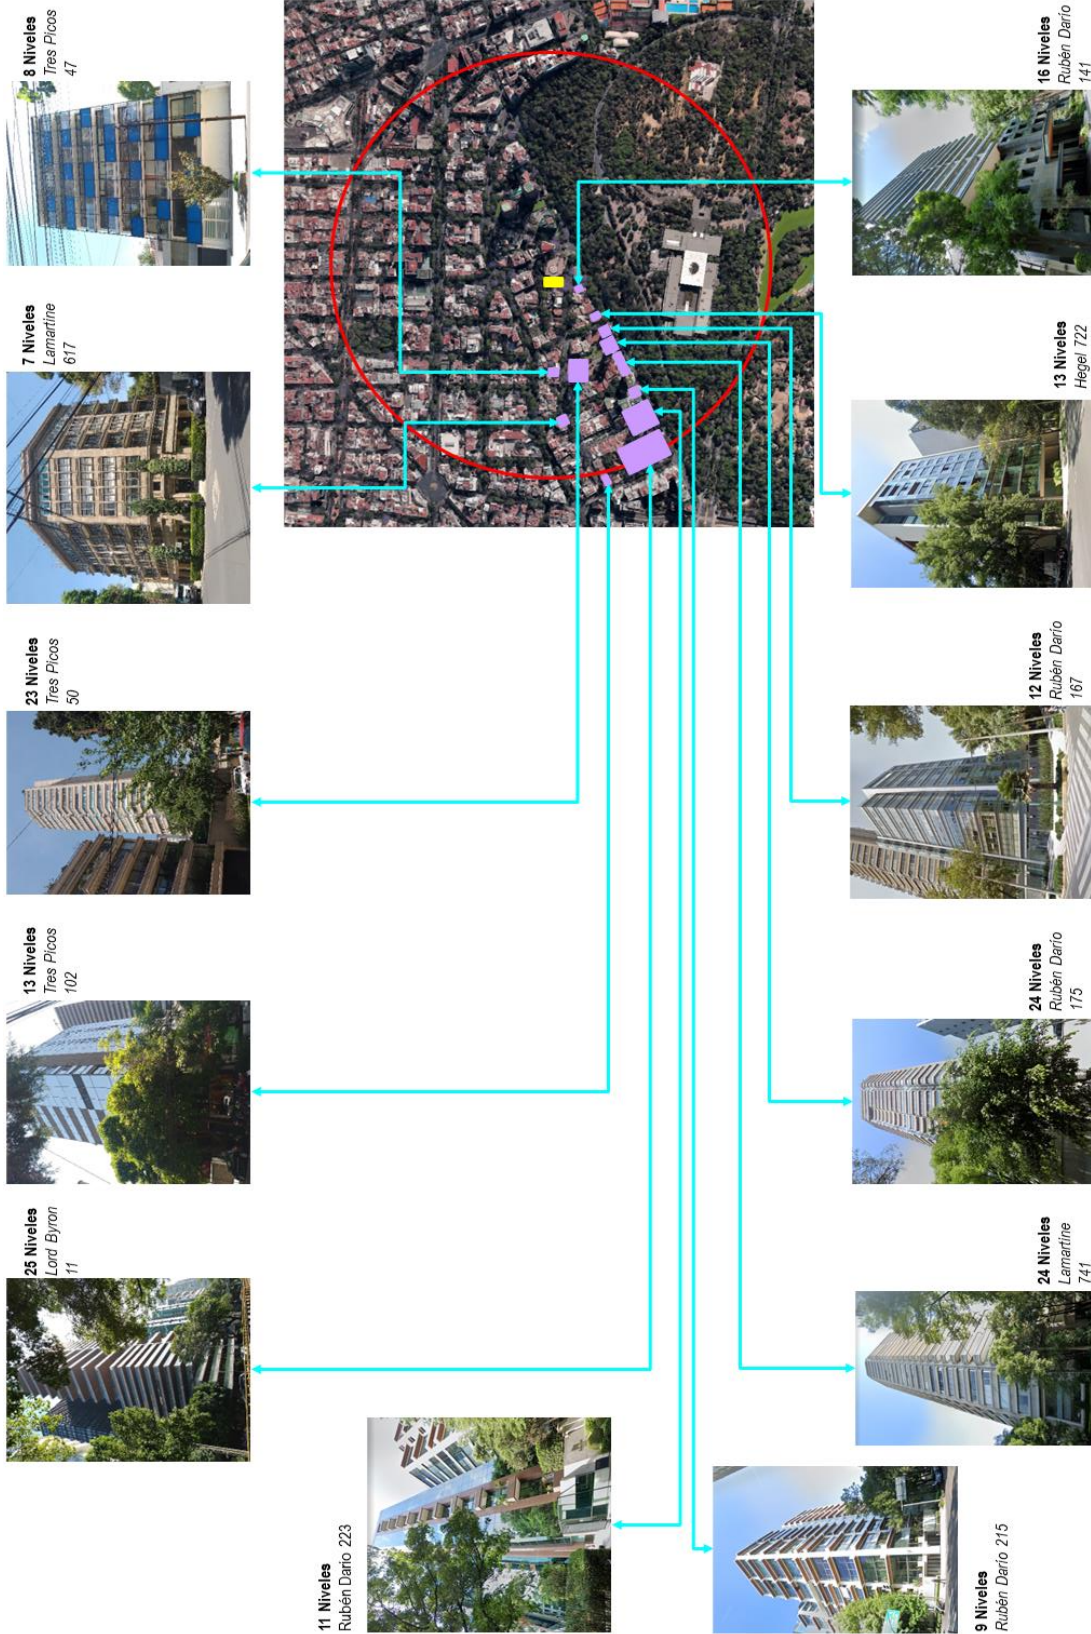 8 Niveles
Tres Picos
47
7 Niveles
Lamartine
617
23 Niveles
Tres Picos
50
13 Niveles
Tres Picos
102
25 Niveles
Lord Byron
11
11 Niveles
Rubén Darío 223
9 Niveles
Rubén Darío 215
24 Niveles
Lamartine
741
24 Niveles
Rubén Darío
175
12 Niveles
Rubén Darío
167
13 Niveles
Hegel 722
16 Niveles
Rubén Darío
141